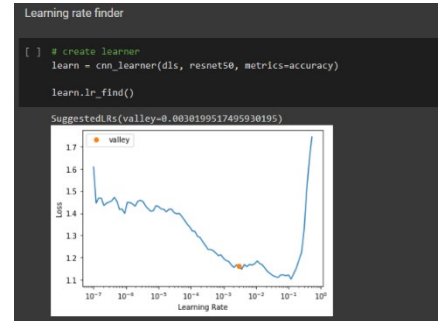 Learning rate finder
[ ] # create learner
learn = cnn_learner(dls, resnet50, metrics=accuracy)
learn.lr_find()
SuggestedLRs(valley=0.0030199517495930195)
valley
1.7
1.6
1.5
1.4
1.3
1.2
1.1
Loss
10⁻⁷ 10⁻⁶ 10⁻⁵ 10⁻⁴ 10⁻³ 10⁻² 10⁻¹ 10⁰
Learning Rate